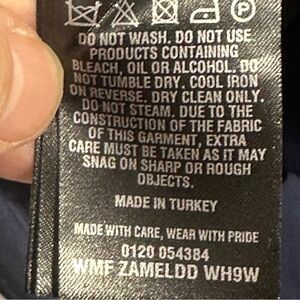 P
DO NOT WASH. DO NOT USE
PRODUCTS CONTAINING
BLEACH, OIL OR ALCOHOL. DO
NOT TUMBLE DRY. COOL IRON
ON REVERSE. DRY CLEAN ONLY.
DO NOT STEAM. DUE TO THE
CONSTRUCTION OF THE FABRIC
OF THIS GARMENT, EXTRA
CARE MUST BE TAKEN AS IT MAY
SNAG ON SHARP OR ROUGH
OBJECTS.
MADE IN TURKEY
MADE WITH CARE, WEAR WITH PRIDE
0120 054384
WMF ZAMELDD WH9W